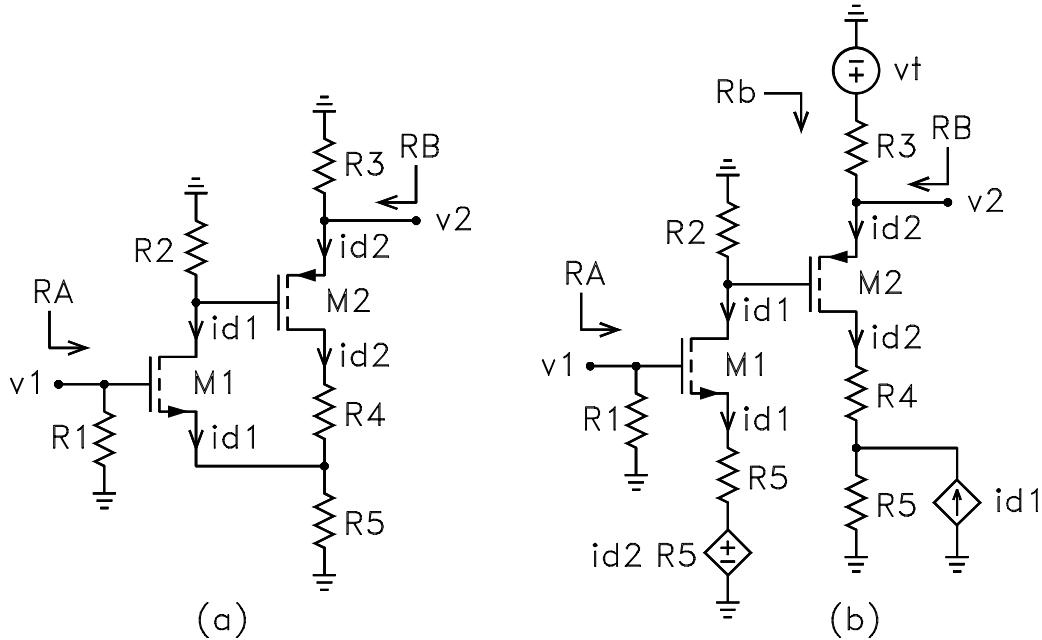 RB
R3
v2
R2
id2
RA
M2
id1
id2
v1
M1
R4
R1
id1
R5
(a)
vt
Rb
RB
R3
v2
R2
id2
RA
M2
id1
id2
v1
M1
R4
R1
id1
R5
R5
id1
id2 R5
(b)